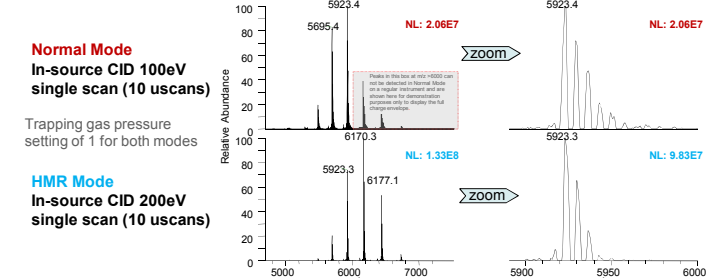 Normal Mode
In-source CID 100eV
single scan (10 uscans)
Trapping gas pressure
setting of 1 for both modes
HMR Mode
In-source CID 200eV
single scan (10 uscans)
Relative Abundance
100
80
60
40
20
0
5923.4
5695.4
NL: 2.06E7
Peaks in this box at m/z >6000 can
not be detected in Normal Mode
on a regular instrument and are
shown here for demonstration
purposes only to display the full
charge envelope.
zoom
5923.4
NL: 2.06E7
100
80
60
40
20
0
6170.3
5923.3
6177.1
NL: 1.33E8
5000
6000
7000
zoom
5923.3
NL: 9.83E7
5900
5950
6000